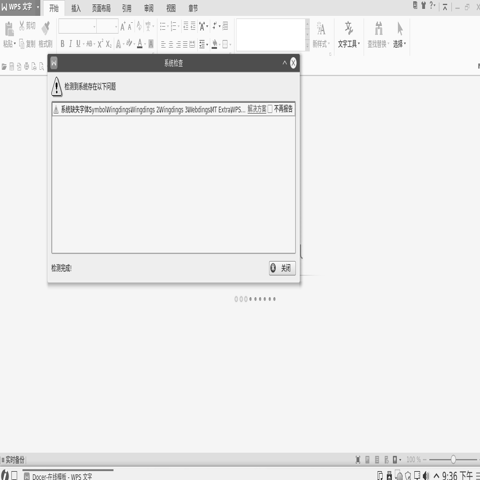 WPS 文字 开始 插入 页面布局 引用 审阅 视图 章节
粘贴 剪切 复制 格式刷 B I U 新样式 文字工具 查找替换 选择
系统检查
检测到系统存在以下问题
系统缺失字体SymbolWingdingsWingdings 2Wingdings 3WebdingsMT ExtraWPS... 解决方案 不再报告
检测完成! 关闭
实时备份 100 %
Docer-在线模板 - WPS 文字 9:36 下午